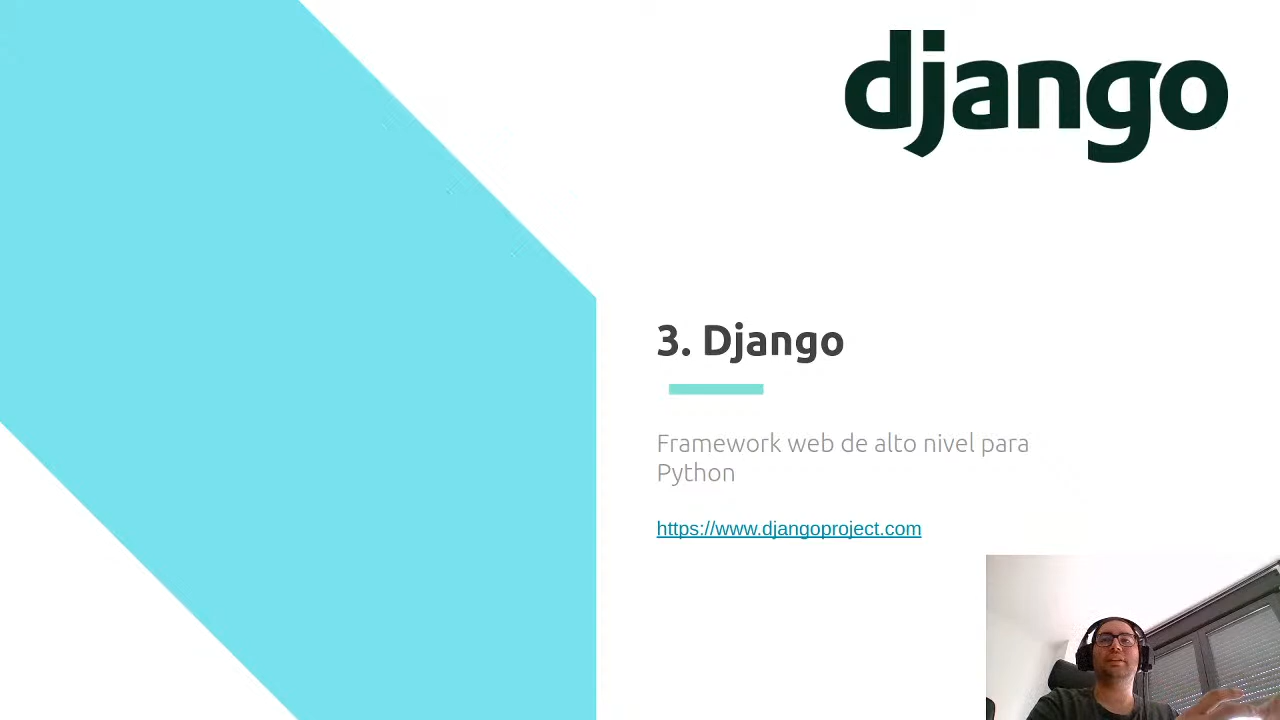 django
3. Django
Framework web de alto nivel para
Python
https://www.djangoproject.com